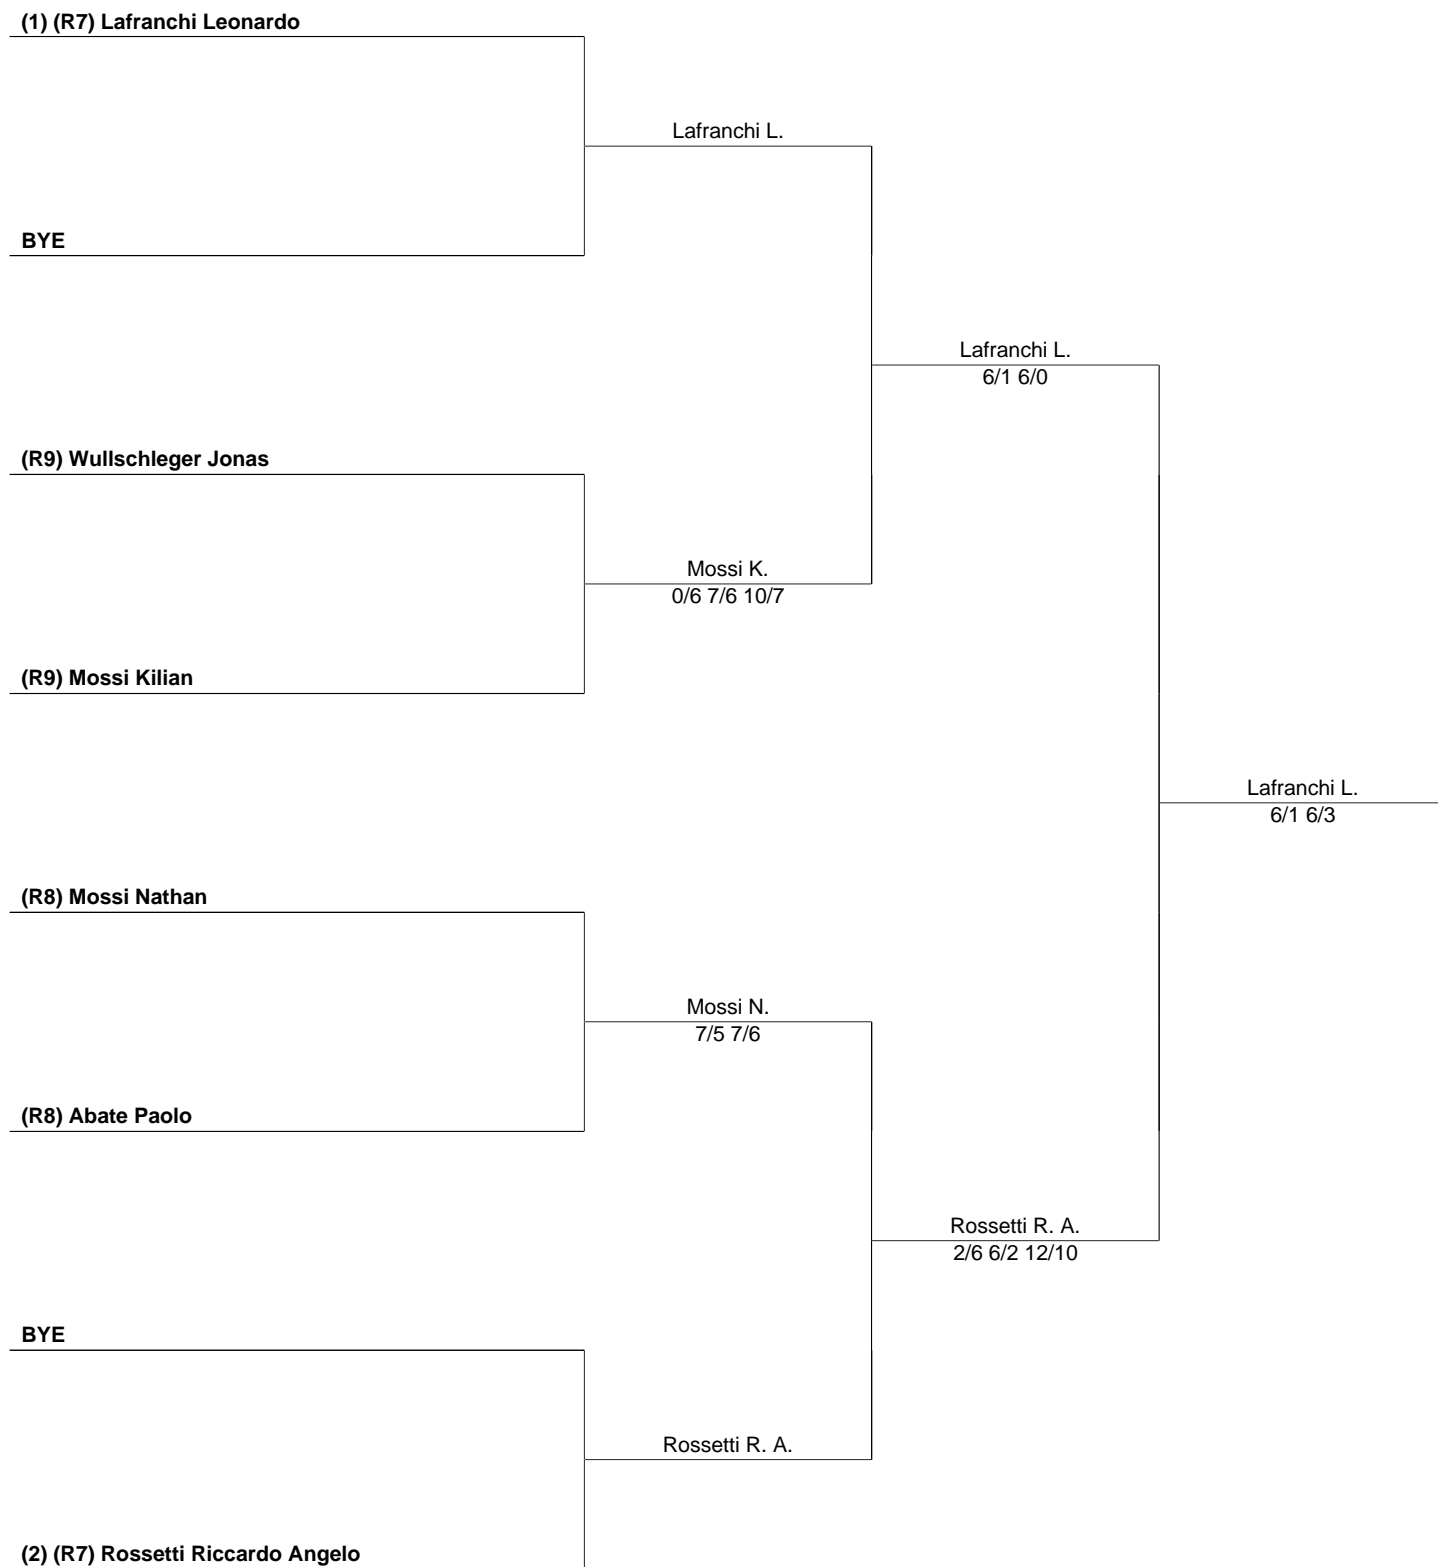 (1) (R7) Lafranchi Leonardo
Lafranchi L.
BYE
Lafranchi L.
6/1 6/0
(R9) Wullschleger Jonas
Mossi K.
0/6 7/6 10/7
(R9) Mossi Kilian
Lafranchi L.
6/1 6/3
(R8) Mossi Nathan
Mossi N.
7/5 7/6
(R8) Abate Paolo
Rossetti R. A.
2/6 6/2 12/10
BYE
Rossetti R. A.
(2) (R7) Rossetti Riccardo Angelo